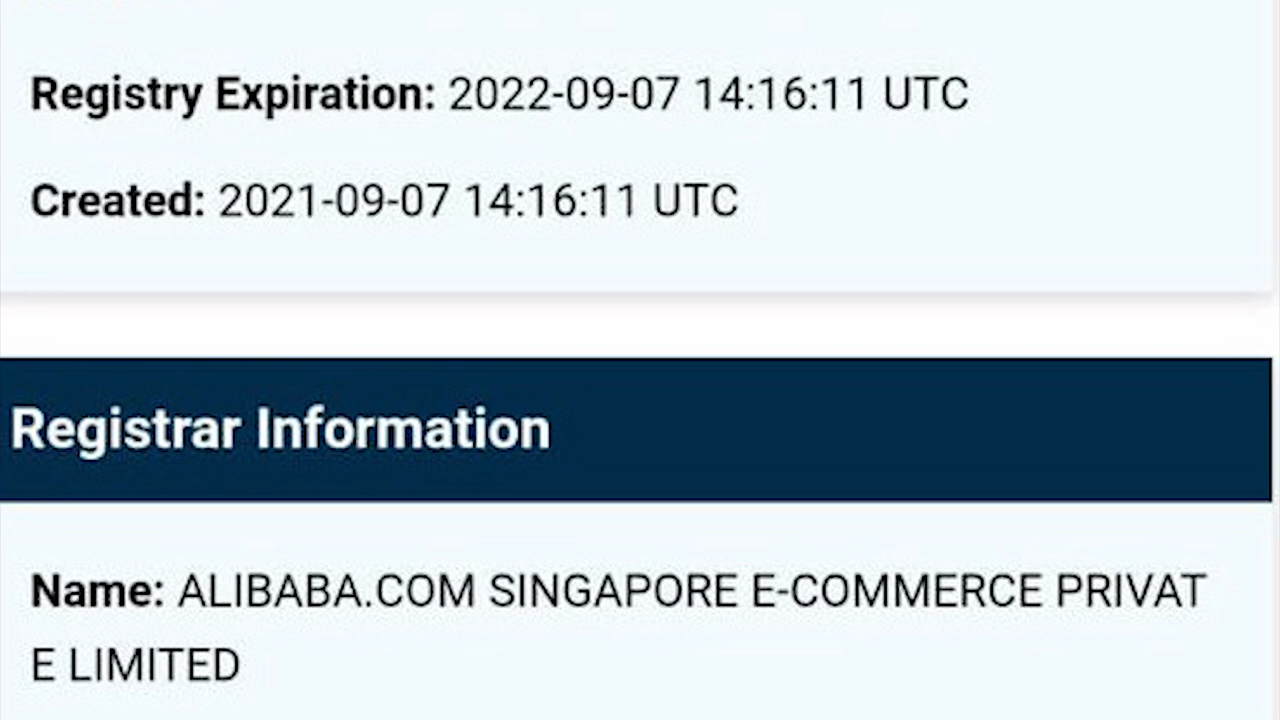 Registry Expiration: 2022-09-07 14:16:11 UTC
Created: 2021-09-07 14:16:11 UTC
Registrar Information
Name: ALIBABA.COM SINGAPORE E-COMMERCE PRIVAT
E LIMITED